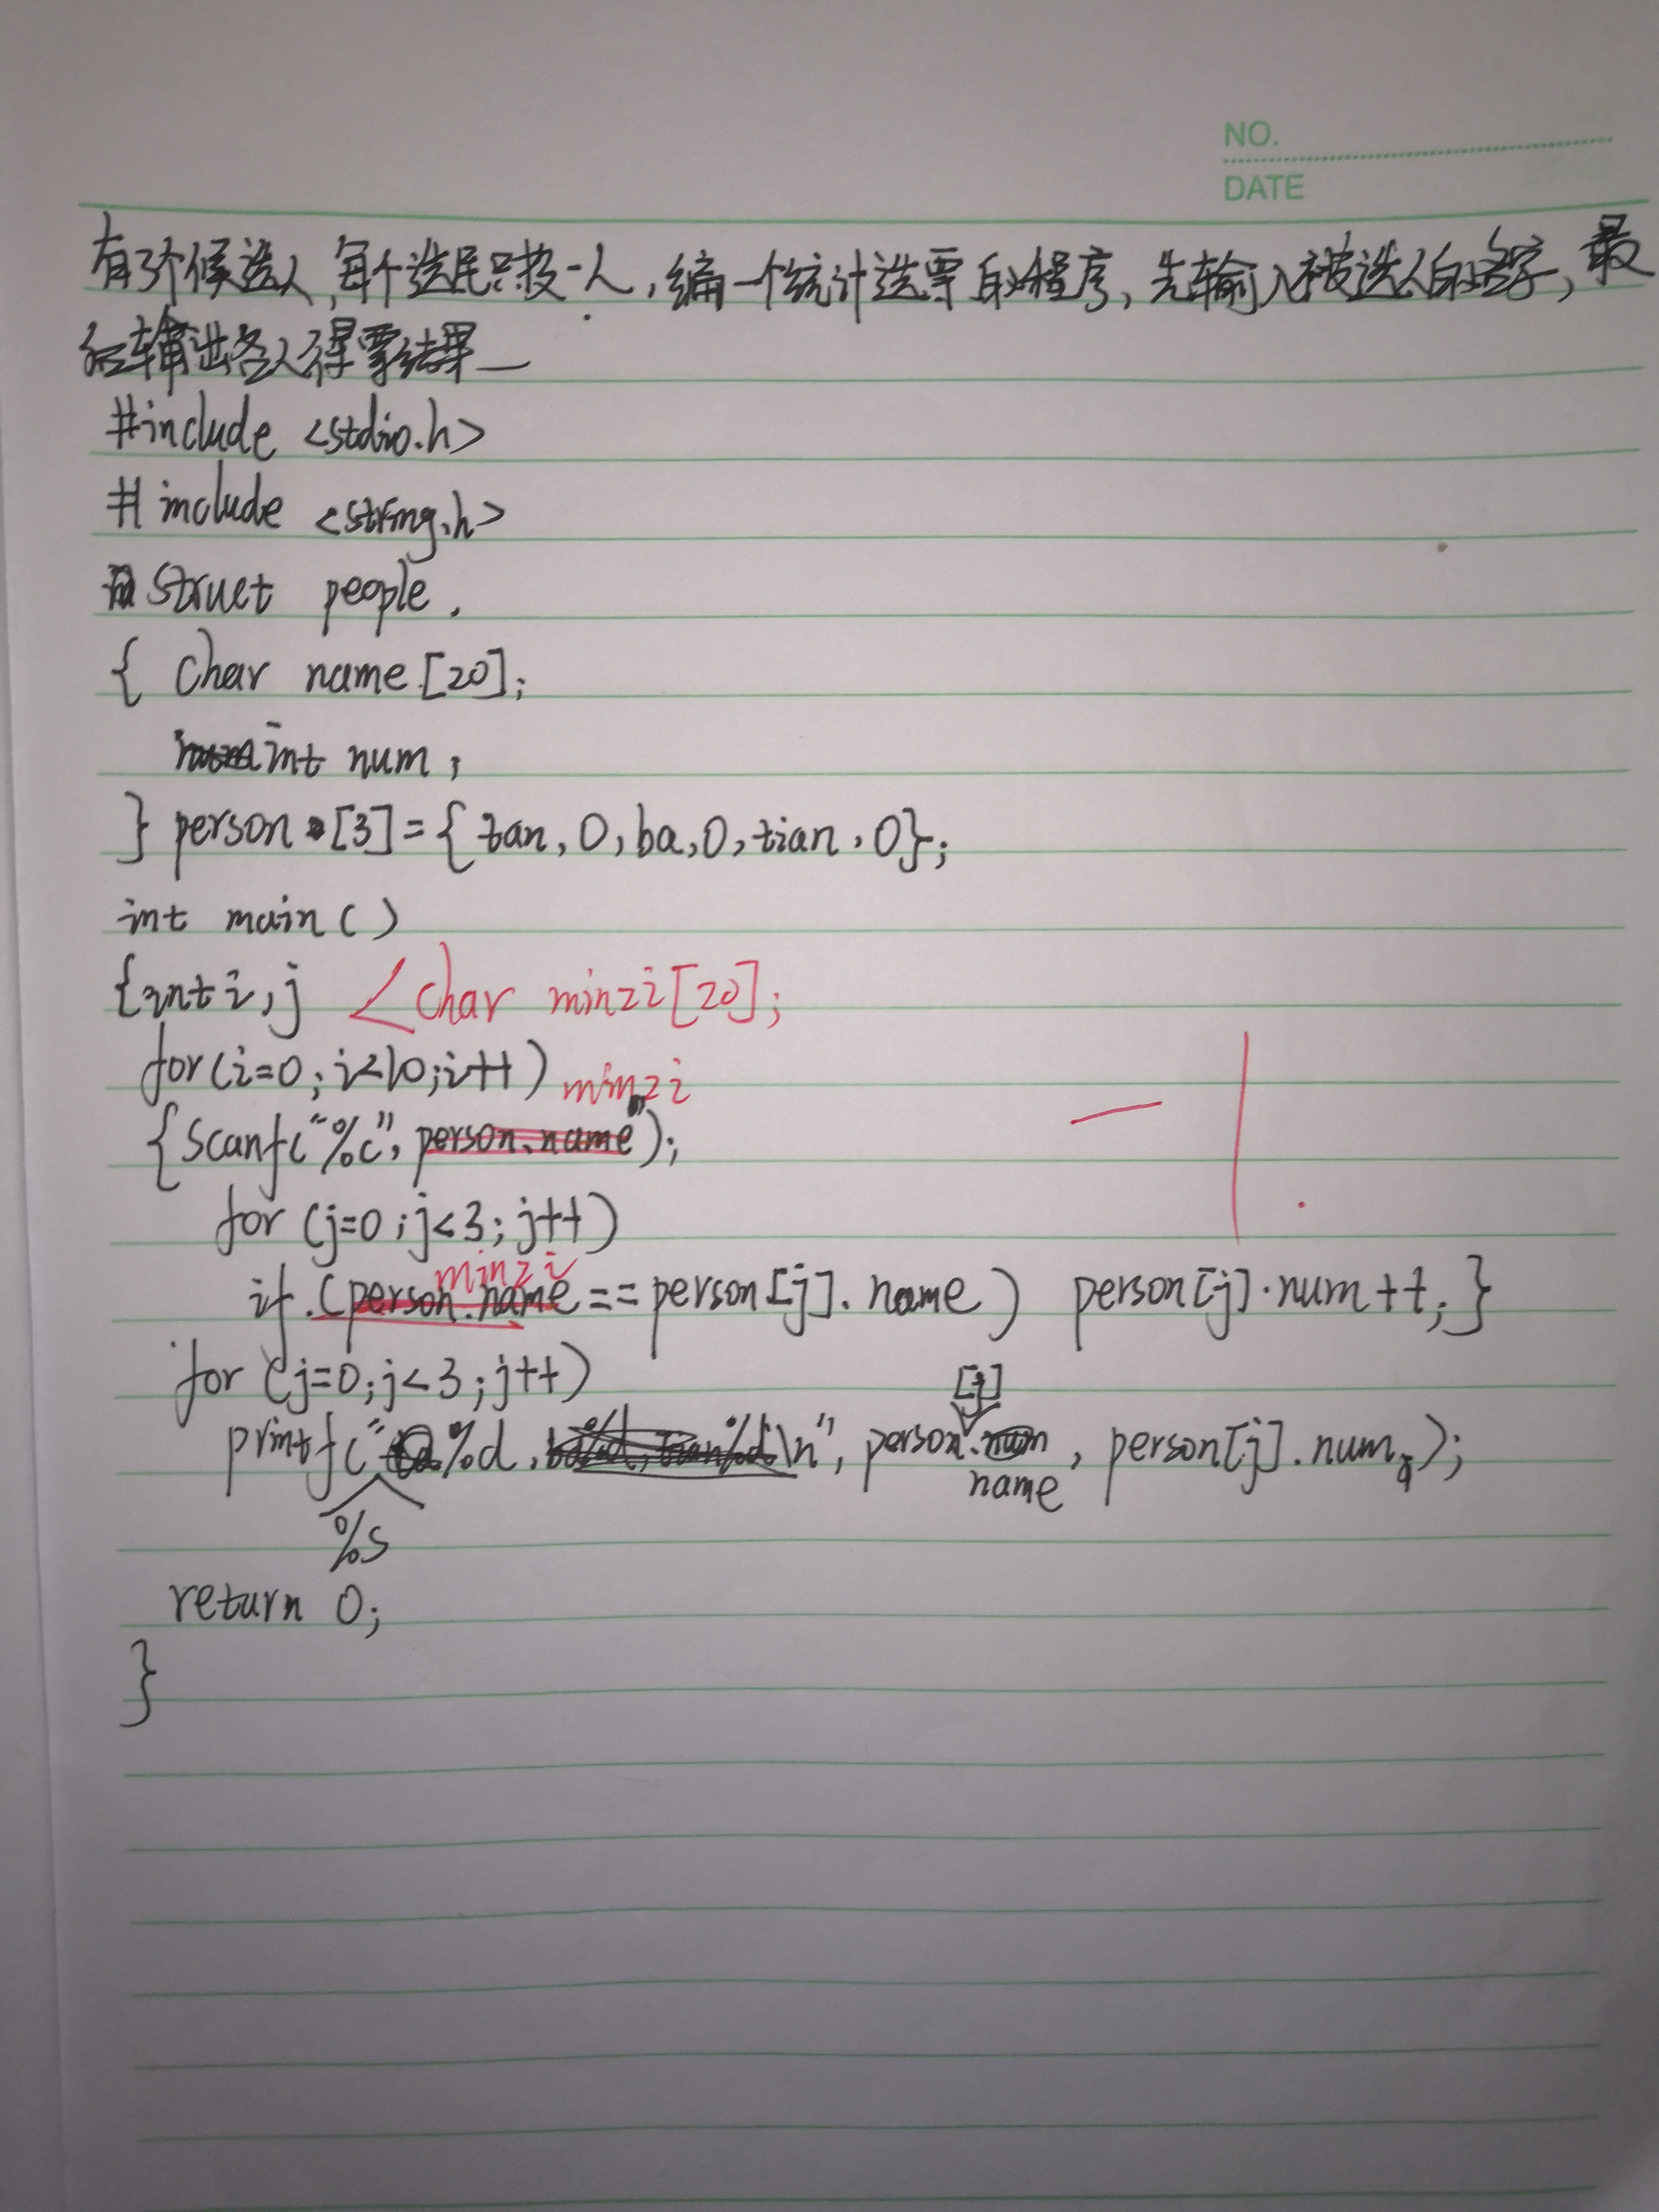 NO.
DATE
有3个候选人,每个选民只投一人,编一个统计选票的程序,先输入被选人的名字,最
后输出各人得票结果
#include <stdio.h>
#include <string.h>
struct people.
{ char name[20];
int num;
} person [3]={tan,0,ba,0,tian,0};
int main()
{int i,j <char minzi[20];
for(i=0;i<10;i++) minzi
{scanf("%c", person.name);
for (j=0;j<3;j++)
minzi
if.(person.name==person[j].name) person[j].num++;}
for (j=0;j<3;j++)
[j]
printf("%d, \n", person. , person[j].num);
name
%s
return 0;
}